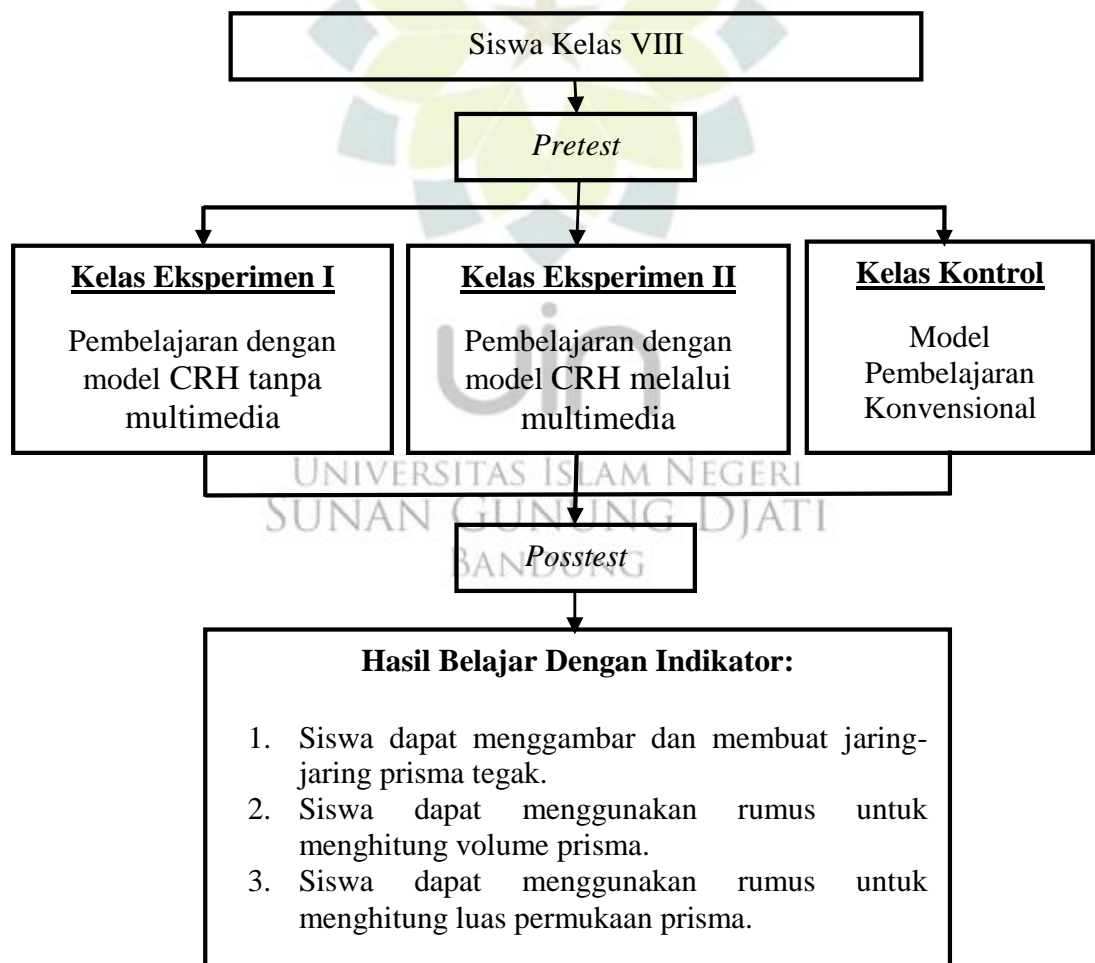 Siswa Kelas VIII
Pretest
Kelas Eksperimen I
Pembelajaran dengan
model CRH tanpa
multimedia
Kelas Eksperimen II
Pembelajaran dengan
model CRH melalui
multimedia
Kelas Kontrol
Model
Pembelajaran
Konvensional
uin
UNIVERSITAS ISLAM NEGERI
SUNAN GUNUNG DJATI
BANDUNG
Posstest
Hasil Belajar Dengan Indikator:
1. Siswa dapat menggambar dan membuat jaring-
jaring prisma tegak.
2. Siswa dapat menggunakan rumus untuk
menghitung volume prisma.
3. Siswa dapat menggunakan rumus untuk
menghitung luas permukaan prisma.